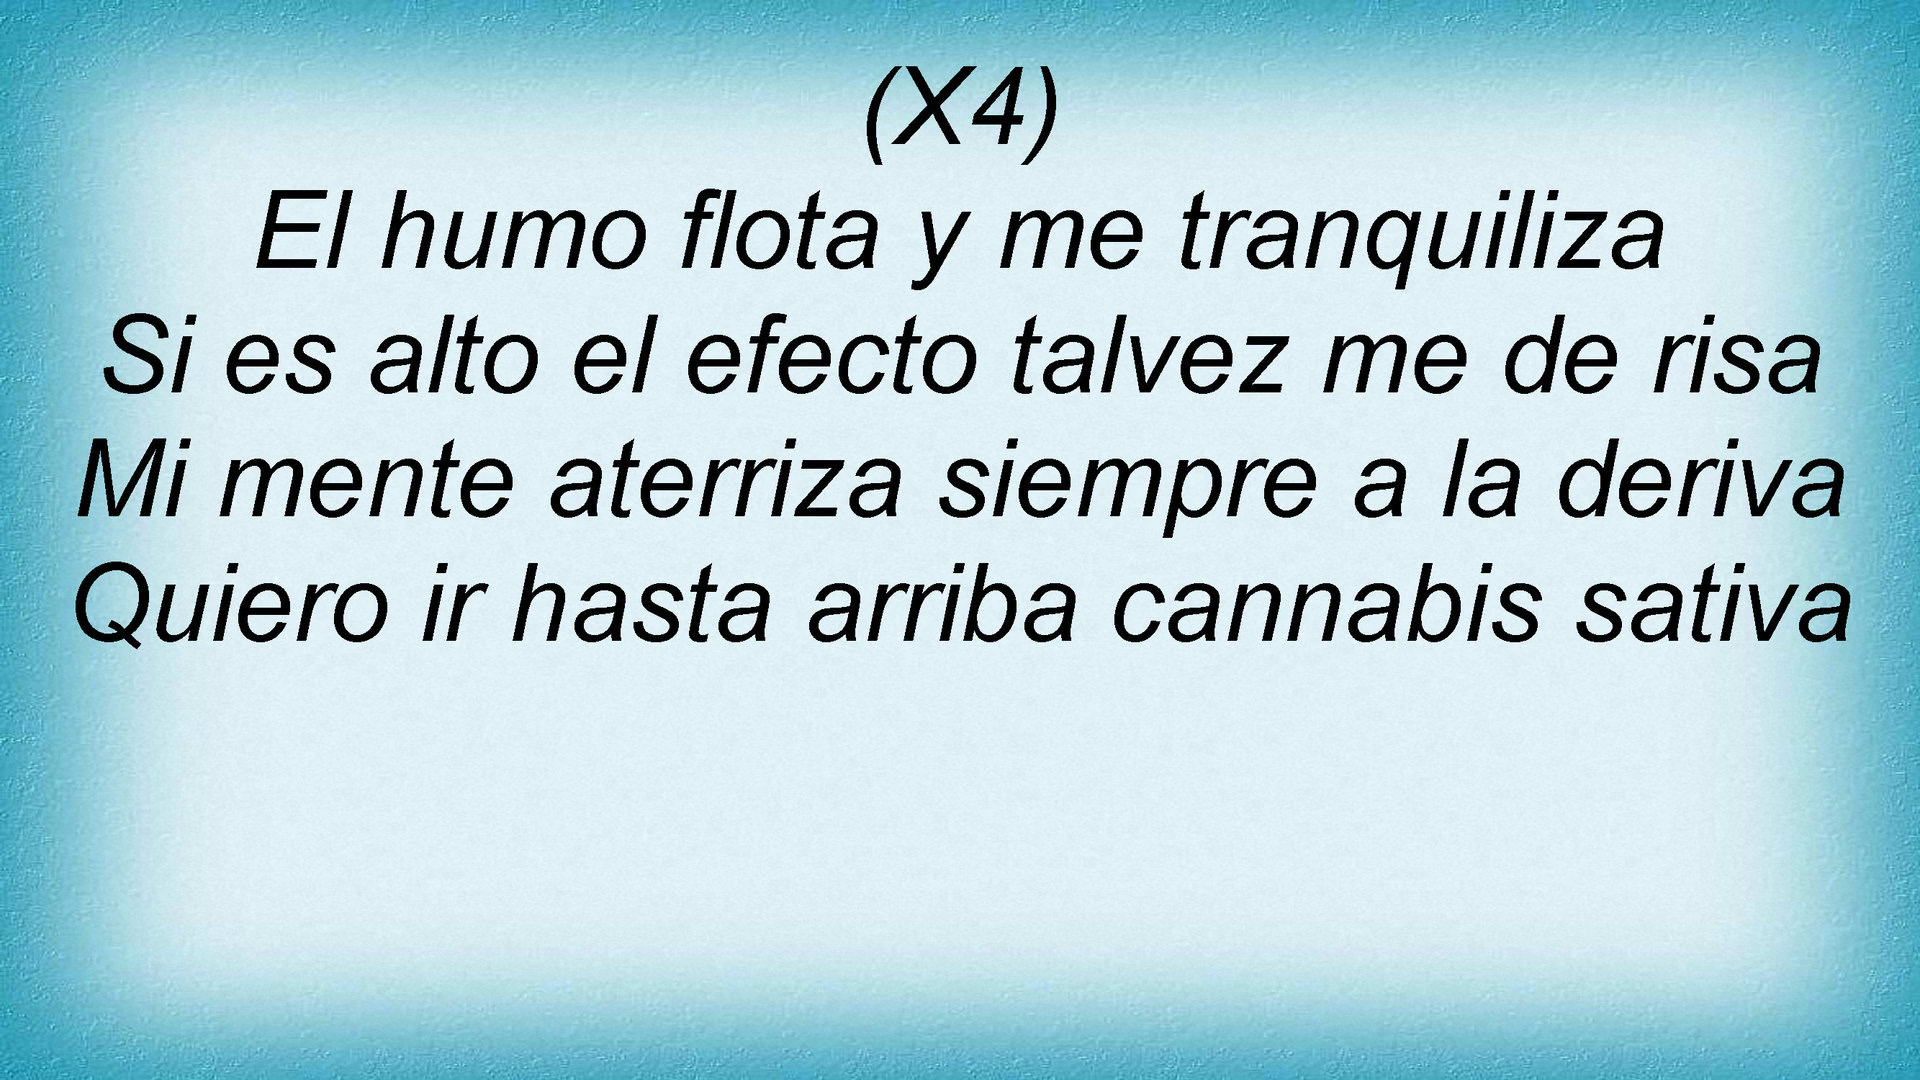 (X4)
El humo flota y me tranquiliza
Si es alto el efecto talvez me de risa
Mi mente aterriza siempre a la deriva
Quiero ir hasta arriba cannabis sativa